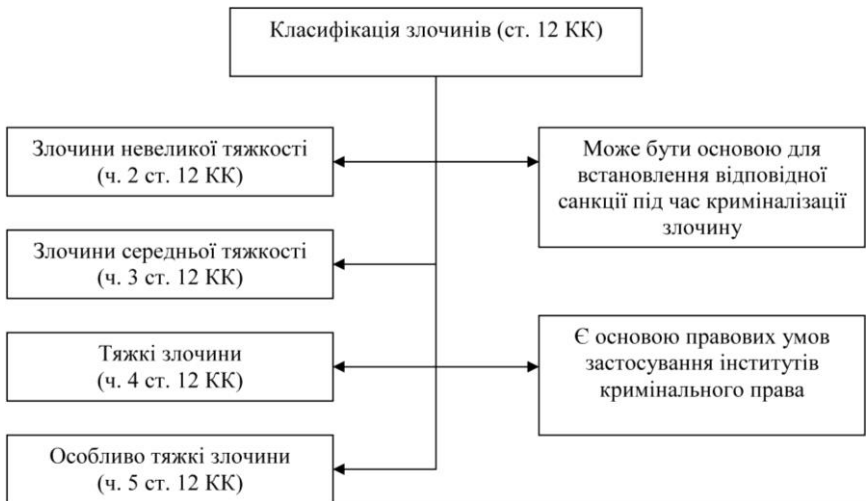 Класифікація злочинів (ст. 12 КК)
Злочини невеликої тяжкості
(ч. 2 ст. 12 КК)
Може бути основою для
встановлення відповідної
санкції під час криміналізації
злочину
Злочини середньої тяжкості
(ч. 3 ст. 12 КК)
Тяжкі злочини
(ч. 4 ст. 12 КК)
Є основою правових умов
застосування інститутів
кримінального права
Особливо тяжкі злочини
(ч. 5 ст. 12 КК)